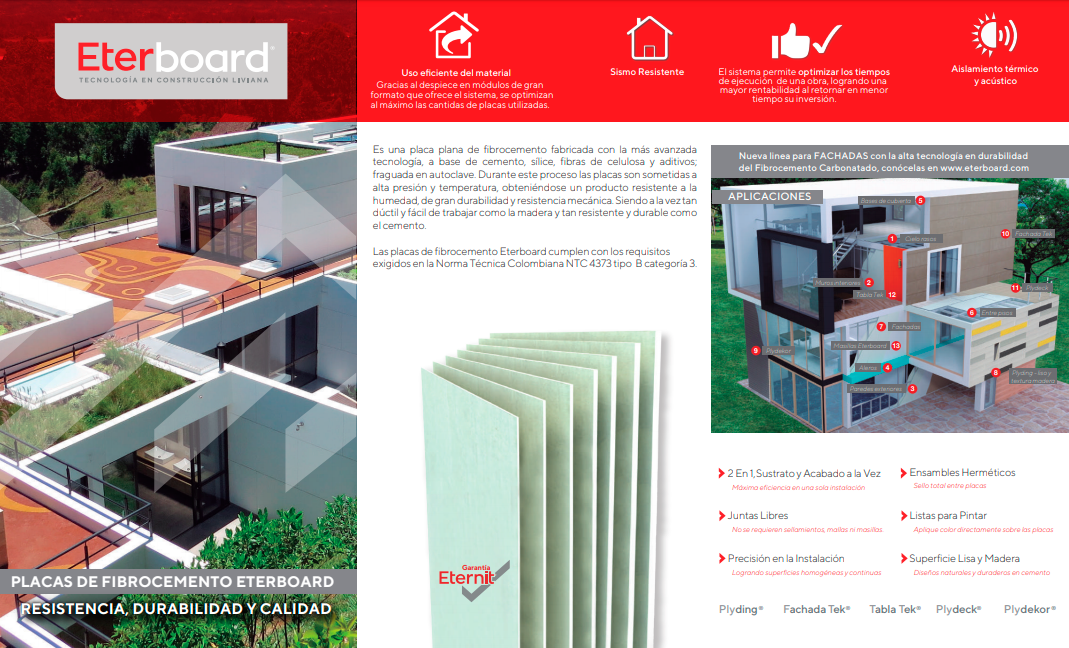 Eterboard®
TECNOLOGÍA EN CONSTRUCCIÓN LIVIANA
PLACAS DE FIBROCEMENTO ETERBOARD
RESISTENCIA, DURABILIDAD Y CALIDAD
Uso eficiente del material
Gracias al despiece en módulos de gran
formato que ofrece el sistema, se optimizan
al máximo las cantidas de placas utilizadas.
Sismo Resistente
El sistema permite optimizar los tiempos
de ejecución de una obra, logrando una
mayor rentabilidad al retornar en menor
tiempo su inversión.
Aislamiento térmico
y acústico
Es una placa plana de fibrocemento fabricada con la más avanzada
tecnología, a base de cemento, sílice, fibras de celulosa y aditivos;
fraguada en autoclave. Durante este proceso las placas son sometidas a
alta presión y temperatura, obteniéndose un producto resistente a la
humedad, de gran durabilidad y resistencia mecánica. Siendo a la vez tan
dúctil y fácil de trabajar como la madera y tan resistente y durable como
el cemento.
Las placas de fibrocemento Eterboard cumplen con los requisitos
exigidos en la Norma Técnica Colombiana NTC 4373 tipo B categoría 3.
Garantía
Eternit
Nueva linea para FACHADAS con la alta tecnología en durabilidad
del Fibrocemento Carbonatado, conócelas en www.eterboard.com
APLICACIONES
Bases de cubierta 5
1 Cielo rasos
10 Fachada Tek
Muros interiores 2
Tabla Tek 12
11 Plydeck
6 Entre pisos
7 Fachadas
Masillas Eterboard 13
9 Plydekor
Aleros 4
8 Plyding - lisa y
textura madera
Paredes exteriores 3
2 En 1, Sustrato y Acabado a la Vez
Máxima eficiencia en una sola instalación
Ensambles Herméticos
Sello total entre placas
Juntas Libres
No se requieren sellamientos, mallas ni masillas
Listas para Pintar
Aplique color directamente sobre las placas
Precisión en la Instalación
Logrando superficies homogéneas y continuas
Superficie Lisa y Madera
Diseños naturales y duraderos en cemento
Plyding® Fachada Tek® Tabla Tek® Plydeck® Plydekor®